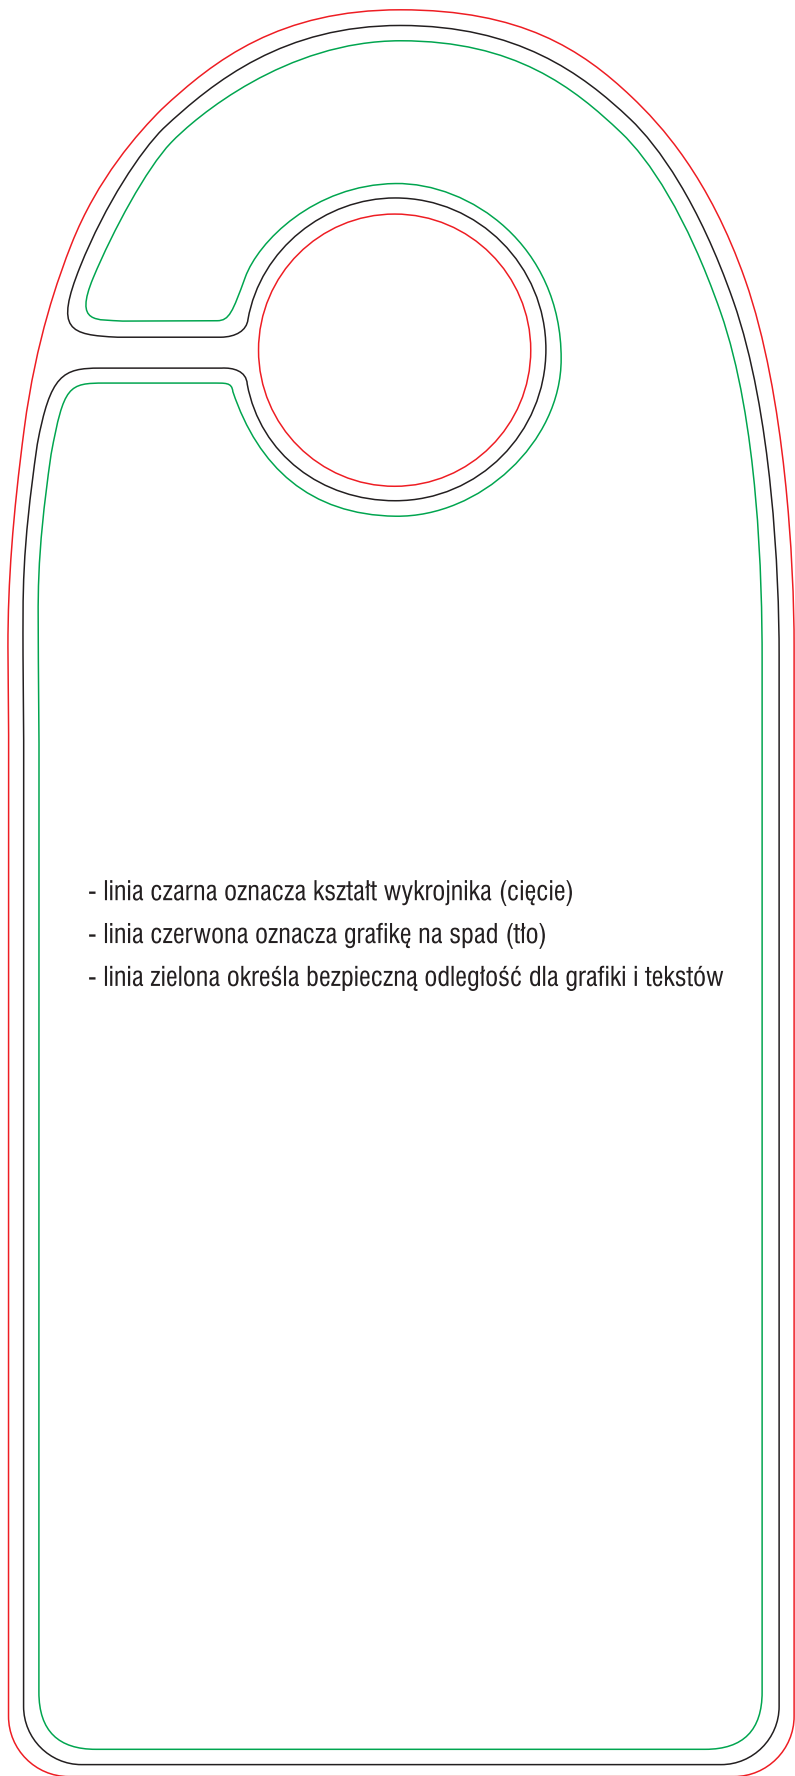 - linia czarna oznacza kształt wykrojnika (cięcie)
- linia czerwona oznacza grafikę na spad (tło)
- linia zielona określa bezpieczną odległość dla grafiki i tekstów